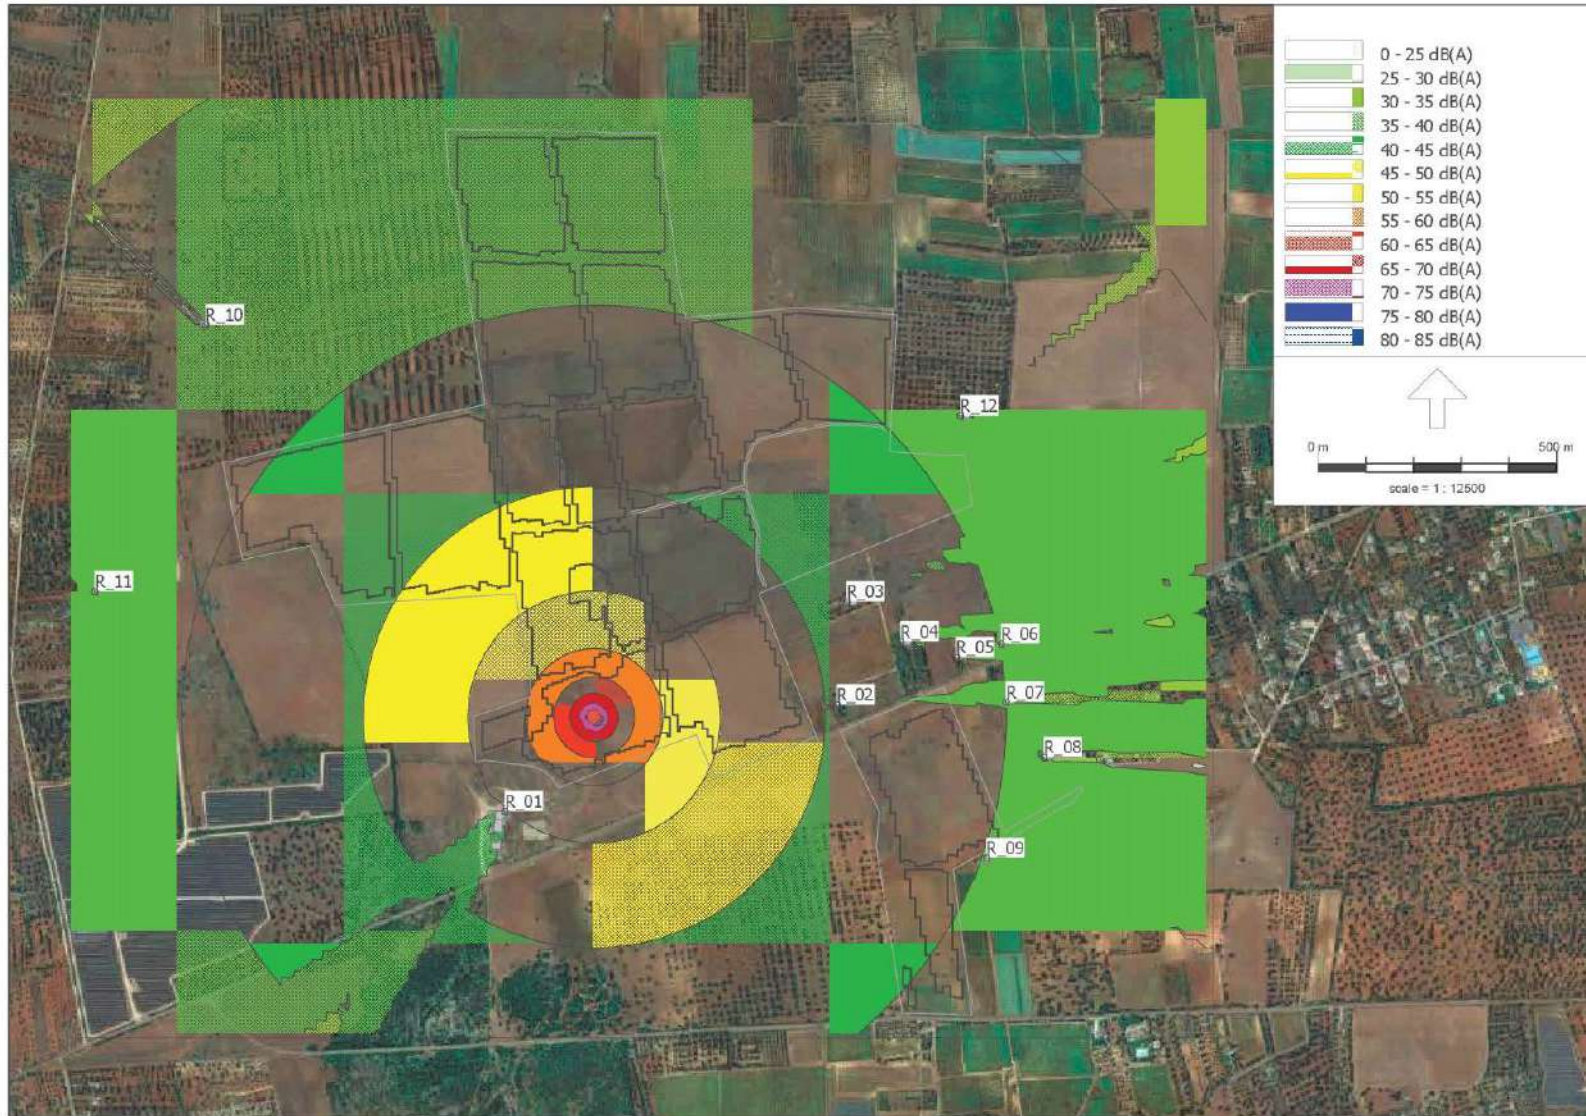 0 - 25 dB(A)
25 - 30 dB(A)
30 - 35 dB(A)
35 - 40 dB(A)
40 - 45 dB(A)
45 - 50 dB(A)
50 - 55 dB(A)
55 - 60 dB(A)
60 - 65 dB(A)
65 - 70 dB(A)
70 - 75 dB(A)
75 - 80 dB(A)
80 - 85 dB(A)
0 m 500 m
scale = 1 : 12500
R_10
R_12
R_11
R_03
R_04
R_06
R_05
R_02
R_07
R_08
R_01
R_09